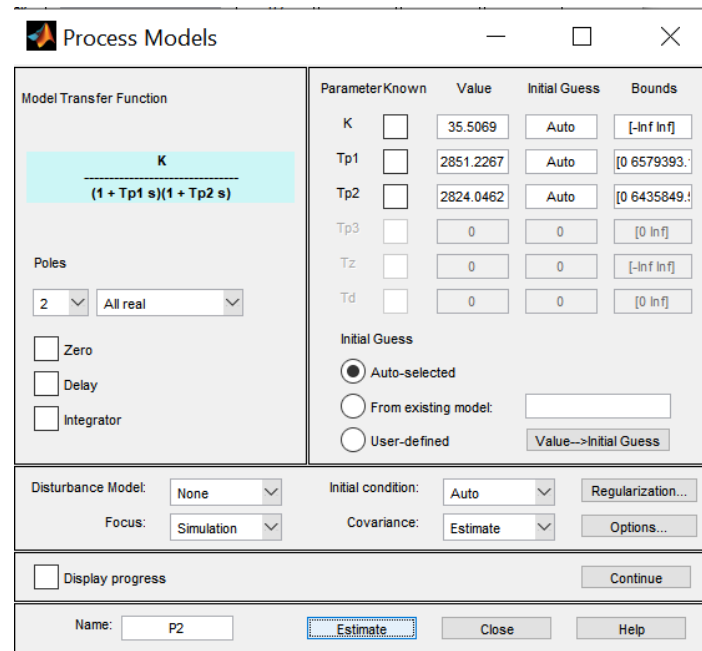 Process Models
Model Transfer Function
K
-------------------------------
(1 + Tp1 s)(1 + Tp2 s)
Poles
2 All real
Zero
Delay
Integrator
Parameter Known Value Initial Guess Bounds
K 35.5069 Auto [-Inf Inf]
Tp1 2851.2267 Auto [0 6579393.
Tp2 2824.0462 Auto [0 6435849.
Tp3 0 0 [0 Inf]
Tz 0 0 [-Inf Inf]
Td 0 0 [0 Inf]
Initial Guess
Auto-selected
From existing model:
User-defined Value-->Initial Guess
Disturbance Model: None Initial condition: Auto Regularization...
Focus: Simulation Covariance: Estimate Options...
Display progress Continue
Name: P2 Estimate Close Help